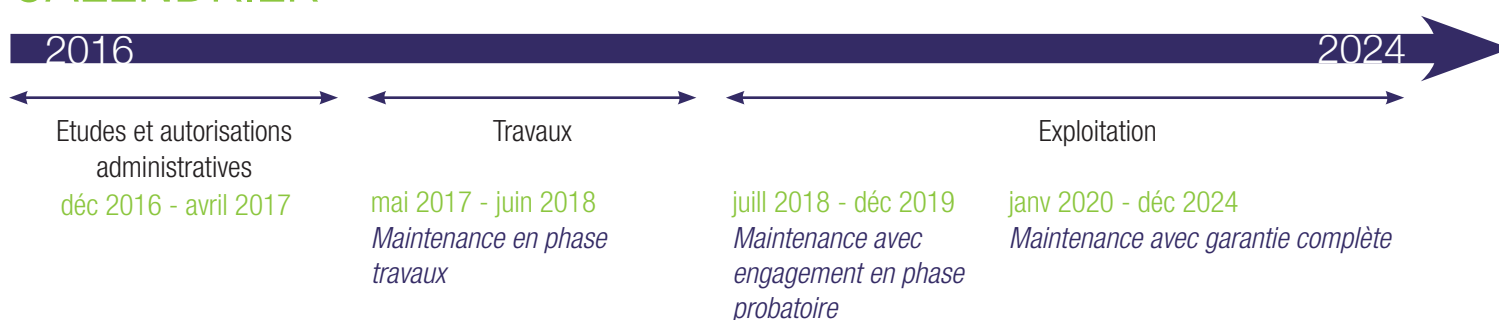 2016
2024
Etudes et autorisations
administratives
déc 2016 - avril 2017
Travaux
mai 2017 - juin 2018
Maintenance en phase
travaux
Exploitation
juill 2018 - déc 2019
Maintenance avec
engagement en phase
probatoire
janv 2020 - déc 2024
Maintenance avec garantie complète